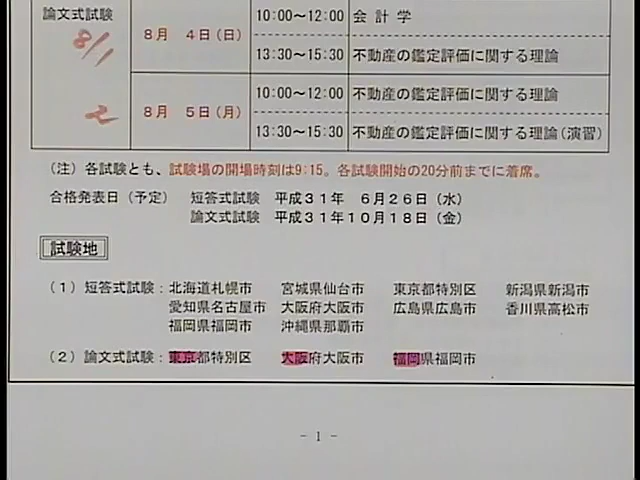 論文式試験
8/1
2
8月 4日(日)
10:00～12:00 会計学
13:30～15:30 不動産の鑑定評価に関する理論
8月 5日(月)
10:00～12:00 不動産の鑑定評価に関する理論
13:30～15:30 不動産の鑑定評価に関する理論(演習)
(注) 各試験とも、試験場の開場時刻は9:15。各試験開始の20分前までに着席。
合格発表日(予定) 短答式試験 平成31年 6月26日(水)
論文式試験 平成31年10月18日(金)
試験地
(1) 短答式試験：北海道札幌市 宮城県仙台市 東京都特別区 新潟県新潟市
愛知県名古屋市 大阪府大阪市 広島県広島市 香川県高松市
福岡県福岡市 沖縄県那覇市
(2) 論文式試験：東京都特別区 大阪府大阪市 福岡県福岡市
- 1 -